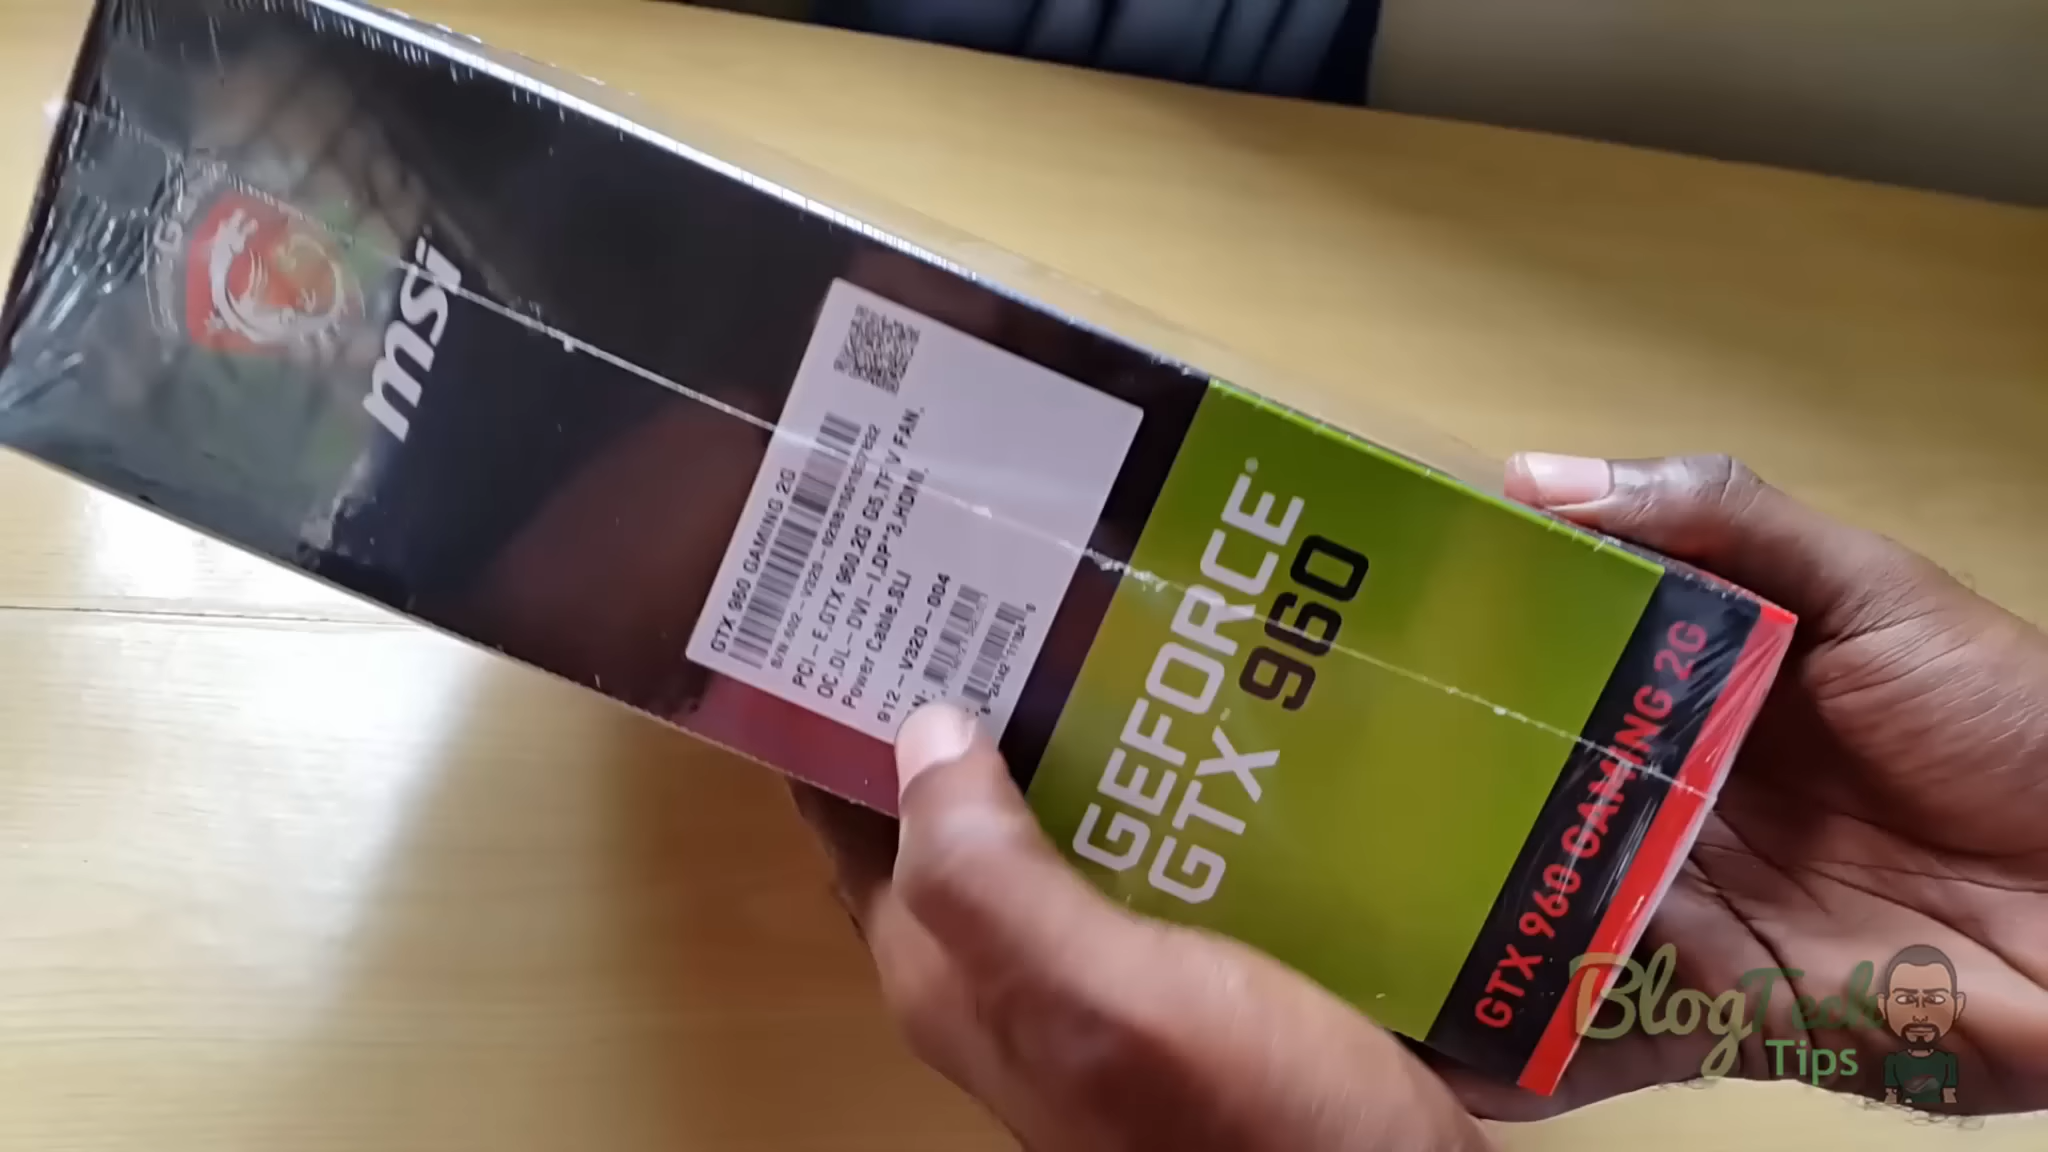 msi
GTX 960 GAMING 2G
PCI-E,GTX 960,2G G5,TF V FAN,
OC,DL-DVI-I,DP*3,HDMI,
Power Cable,SLI
912-V320-004
GEFORCE
GTX™ 960
GTX 960 GAMING 2G
BlogTech
Tips